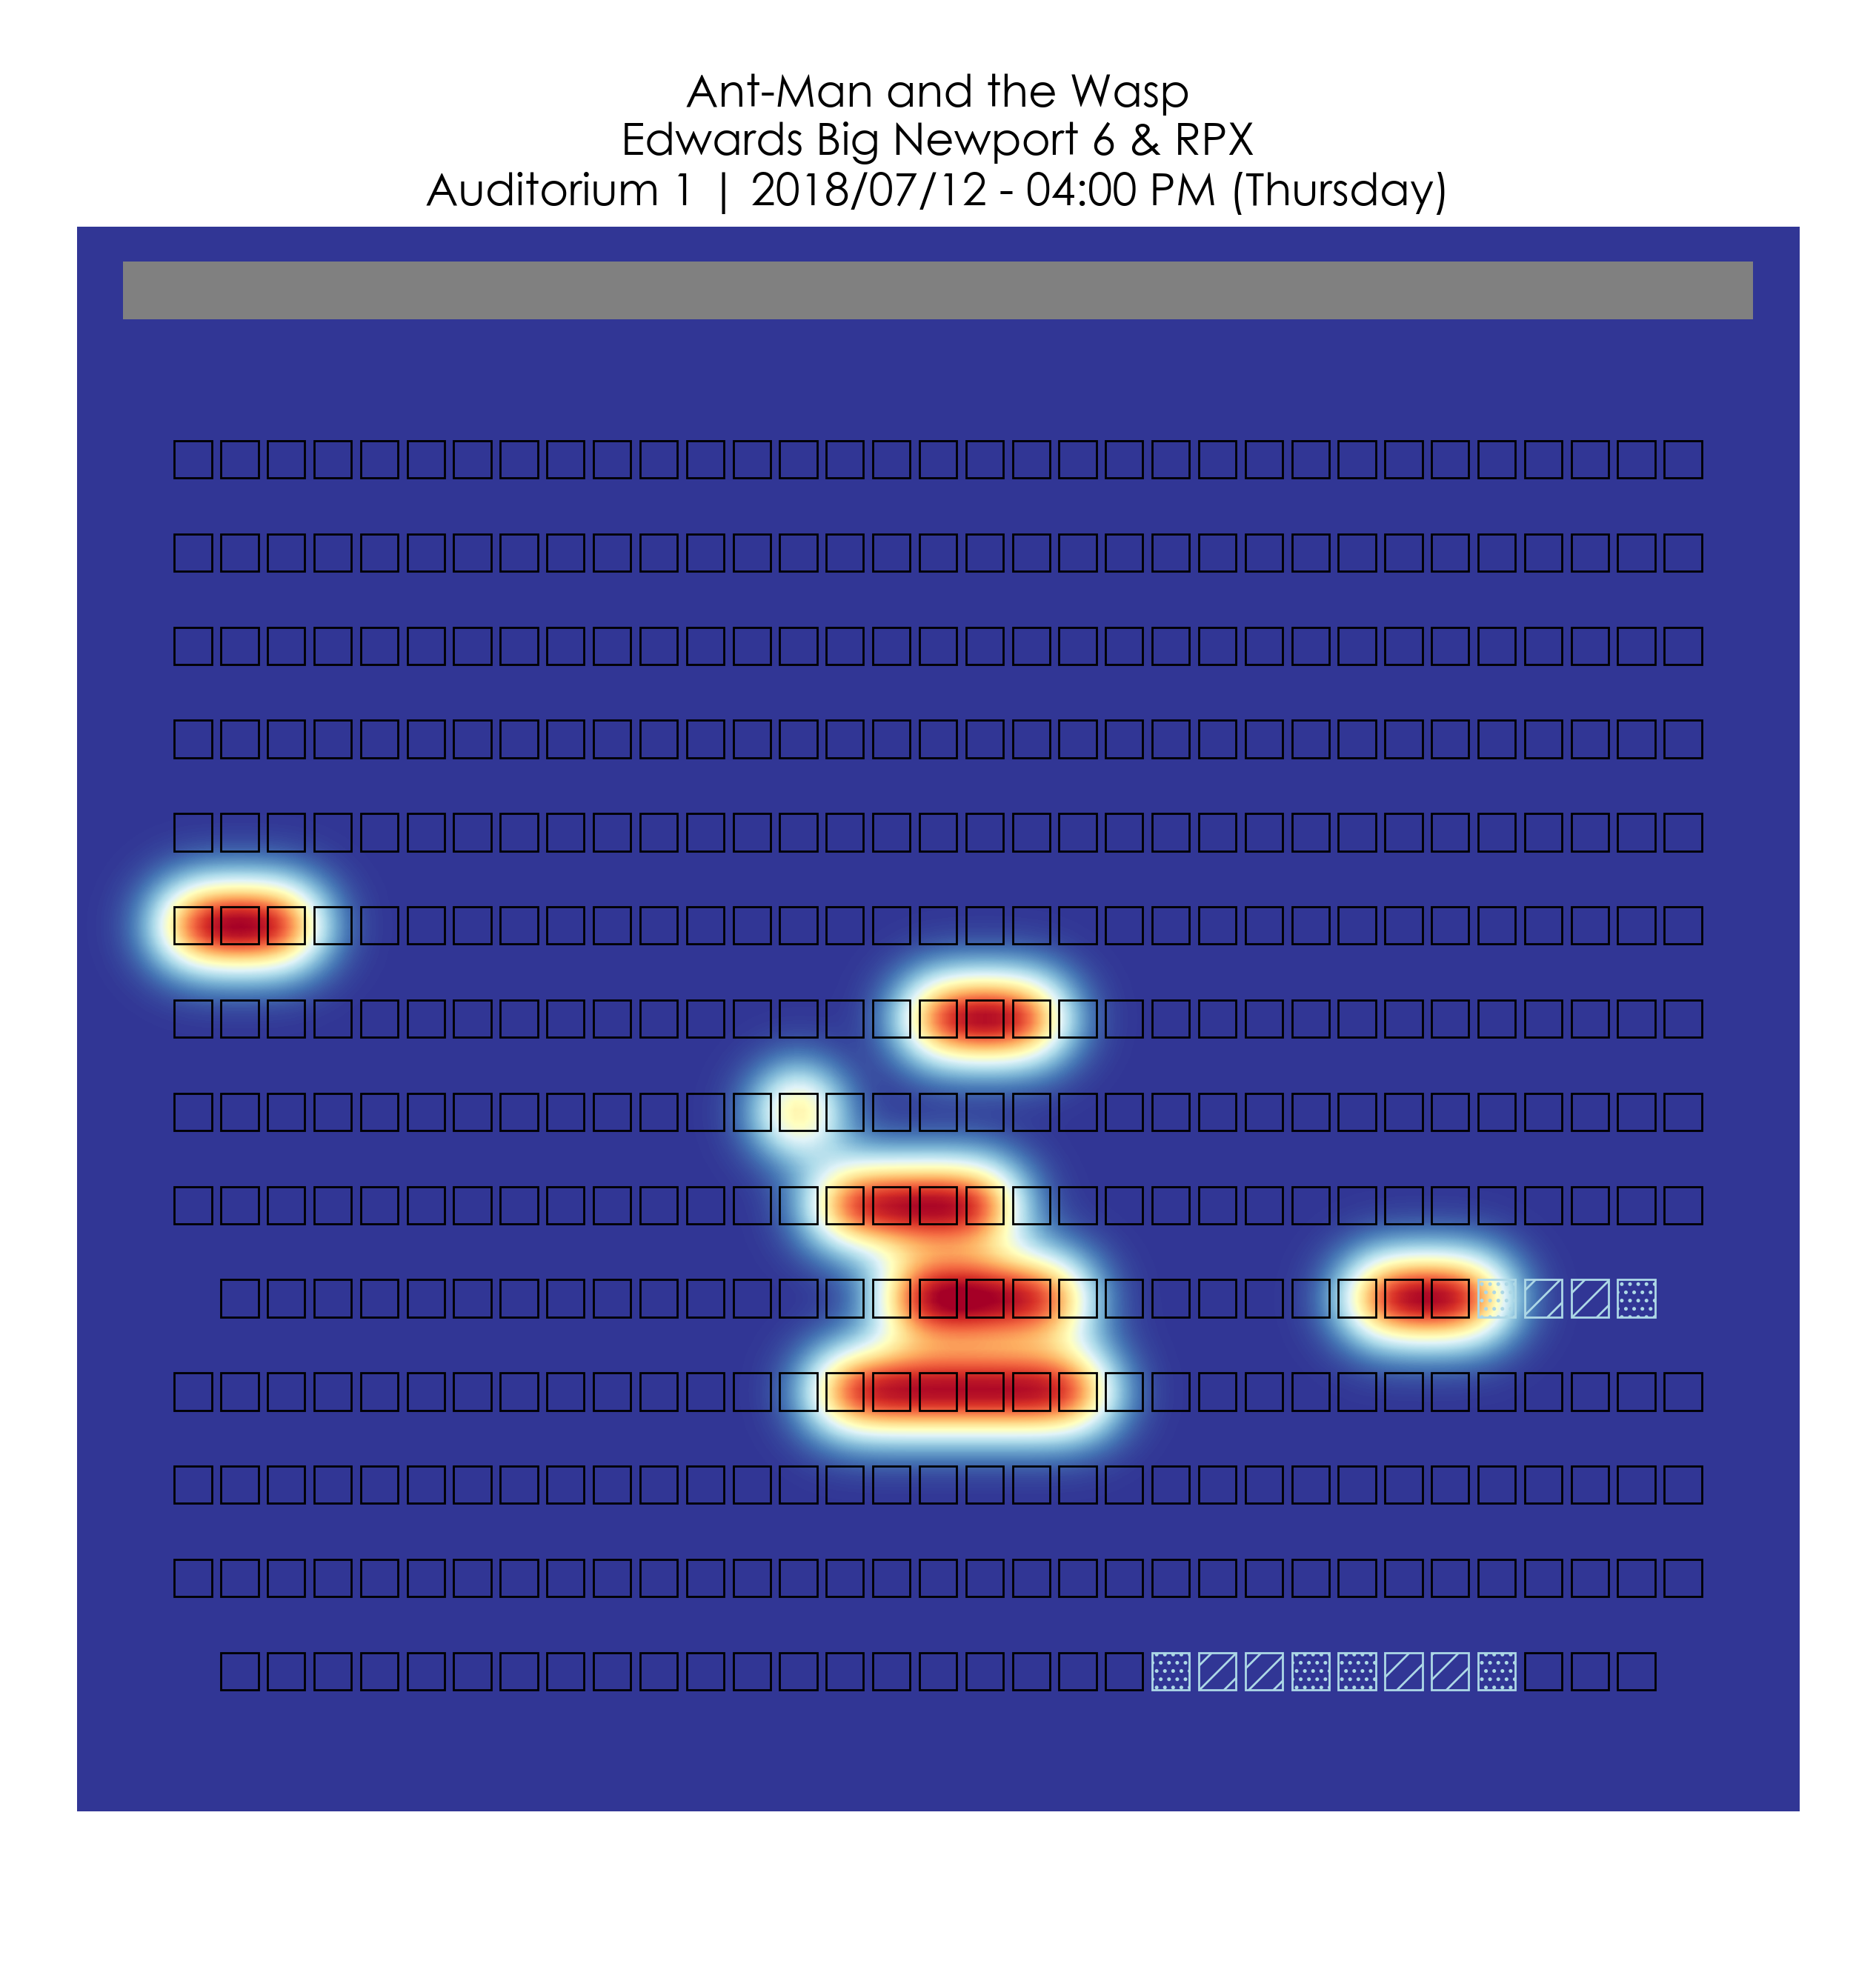 Ant-Man and the Wasp
Edwards Big Newport 6 & RPX
Auditorium 1 | 2018/07/12 - 04:00 PM (Thursday)